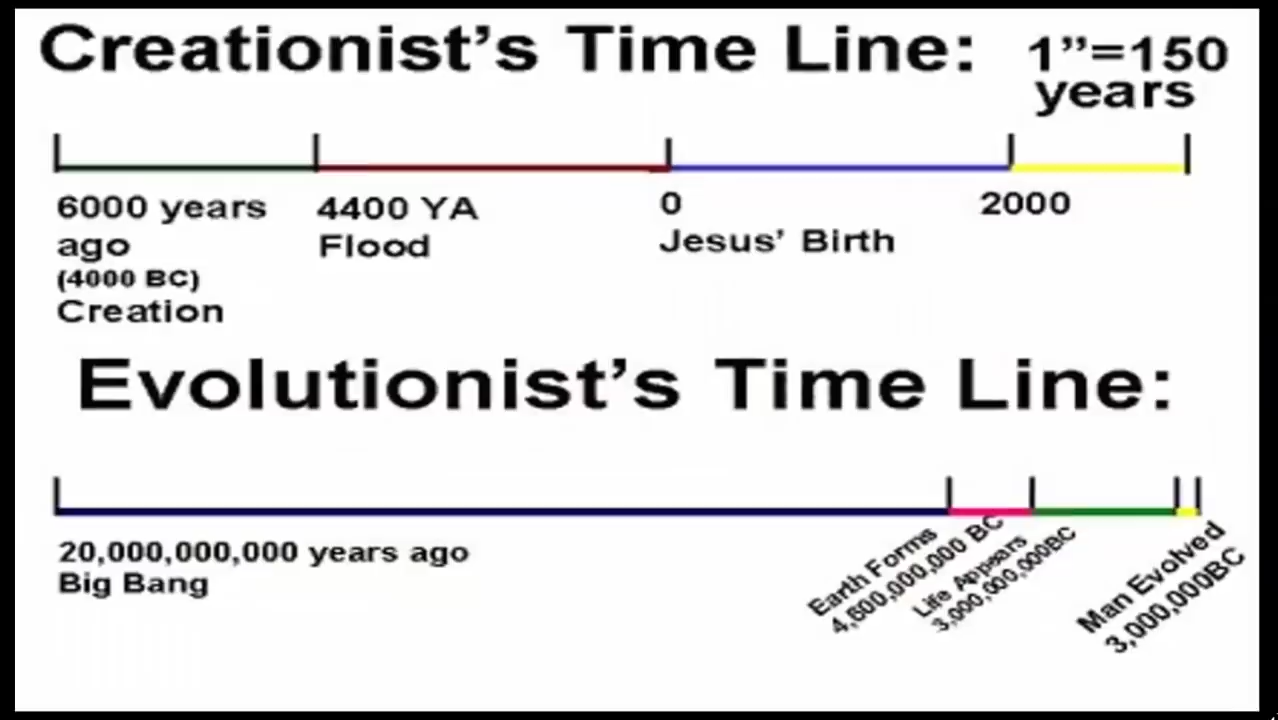 Creationist's Time Line:
1”=150
years
6000 years
ago
(4000 BC)
Creation
4400 YA
Flood
0
Jesus’ Birth
2000
Evolutionist’s Time Line:
20,000,000,000 years ago
Big Bang
Earth Forms
4,600,000,000 BC
Life Appears
3,000,000,000BC
Man Evolved
3,000,000BC